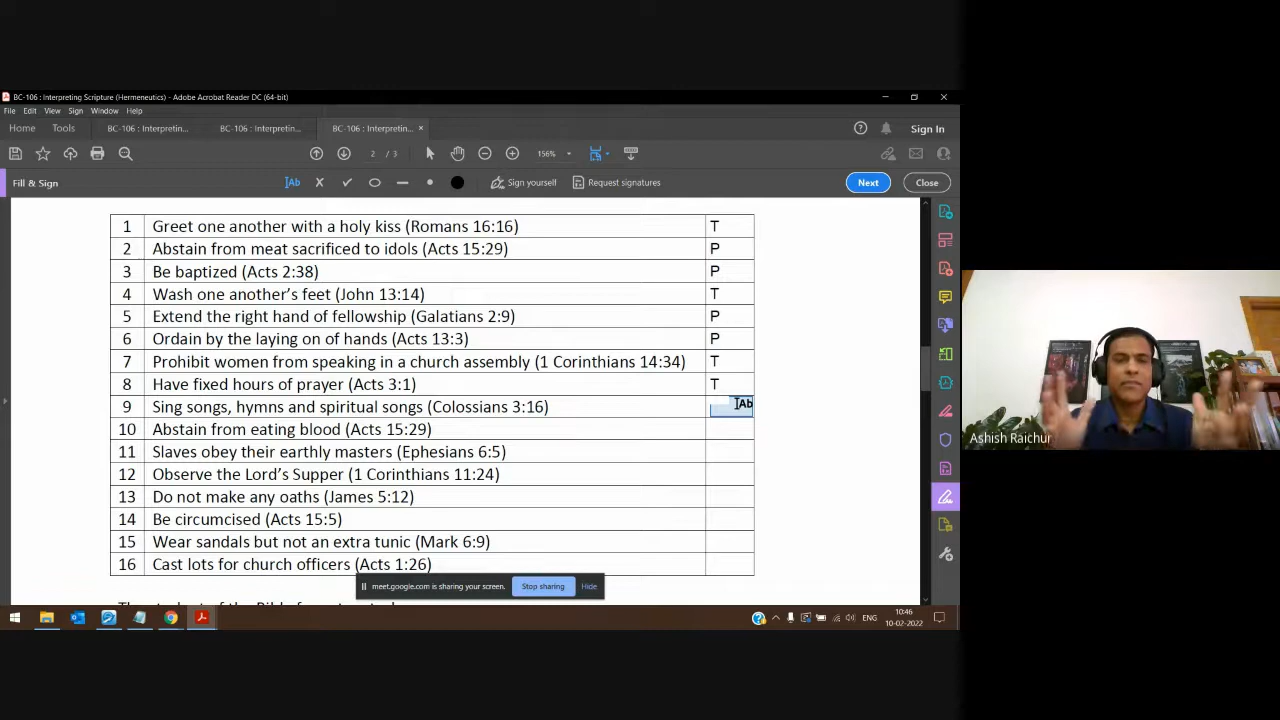 BC-106 : Interpreting Scripture (Hermeneutics) - Adobe Acrobat Reader DC (64-bit)
File Edit View Sign Window Help
Home Tools BC-106 : Interpretin... BC-106 : Interpretin... BC-106 : Interpretin... × Sign In
2 / 3 156%
Fill & Sign Ab Sign yourself Request signatures Next Close
1 Greet one another with a holy kiss (Romans 16:16) T
2 Abstain from meat sacrificed to idols (Acts 15:29) P
3 Be baptized (Acts 2:38) P
4 Wash one another’s feet (John 13:14) T
5 Extend the right hand of fellowship (Galatians 2:9) P
6 Ordain by the laying on of hands (Acts 13:3) P
7 Prohibit women from speaking in a church assembly (1 Corinthians 14:34) T
8 Have fixed hours of prayer (Acts 3:1) T
9 Sing songs, hymns and spiritual songs (Colossians 3:16) Ab
10 Abstain from eating blood (Acts 15:29)
11 Slaves obey their earthly masters (Ephesians 6:5)
12 Observe the Lord’s Supper (1 Corinthians 11:24)
13 Do not make any oaths (James 5:12)
14 Be circumcised (Acts 15:5)
15 Wear sandals but not an extra tunic (Mark 6:9)
16 Cast lots for church officers (Acts 1:26)
meet.google.com is sharing your screen. Stop sharing Hide
ENG 10:46
10-02-2022
Ashish Raichur